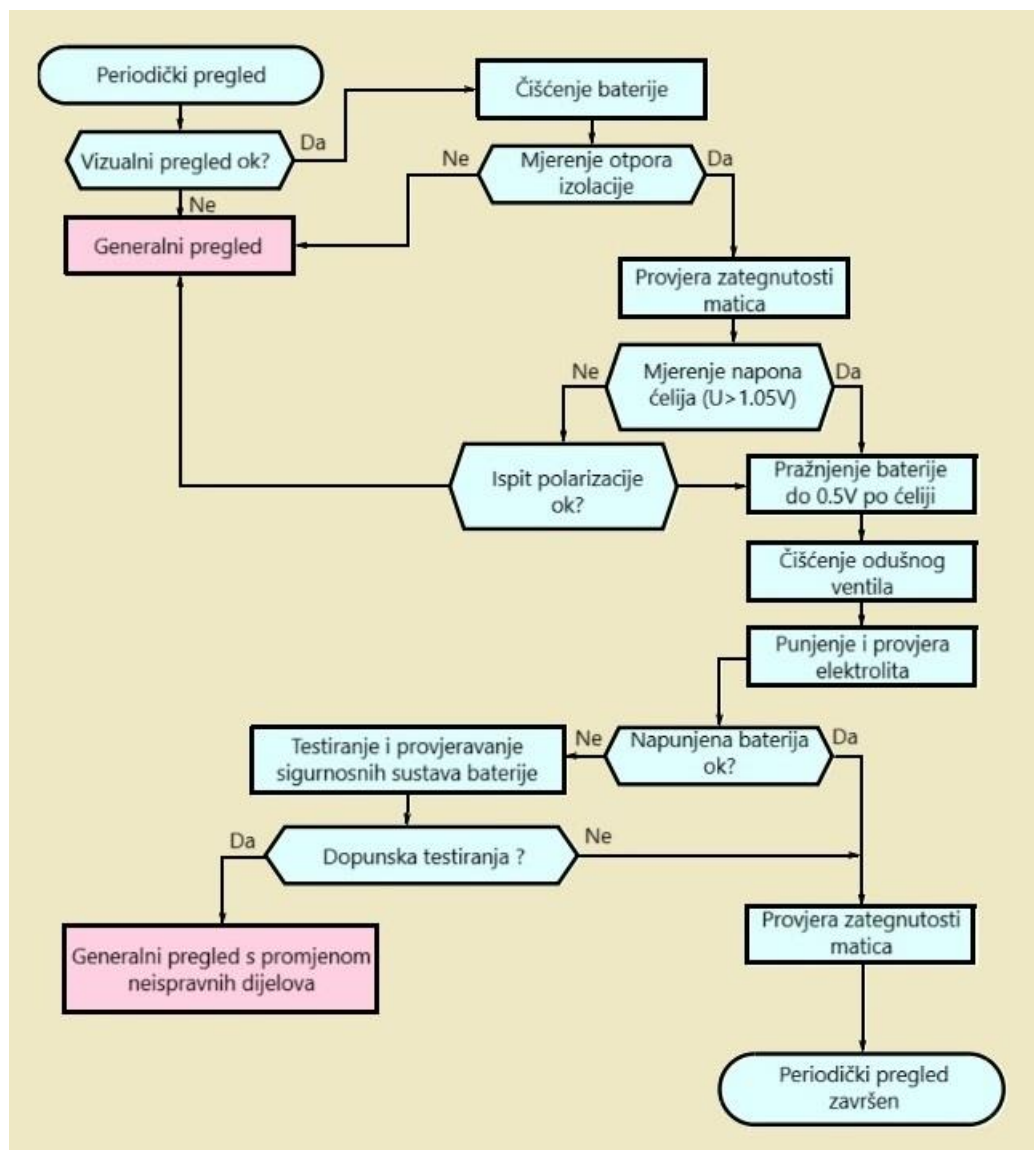 Periodički pregled
Čišćenje baterije
Vizualni pregled ok?
Da
Ne
Mjerenje otpora
izolacije
Da
Ne
Generalni pregled
Provjera zategnutosti
matica
Ne
Mjerenje napona
ćelija (U>1.05V)
Da
Ispit polarizacije
ok?
Pražnjenje baterije
do 0.5V po ćeliji
Čišćenje odušnog
ventila
Punjenje i provjera
elektrolita
Testiranje i provjeravanje
sigurnosnih sustava baterije
Ne
Napunjena baterija
ok?
Da
Da
Dopunska testiranja ?
Ne
Generalni pregled s promjenom
neispravnih dijelova
Provjera zategnutosti
matica
Periodički pregled
završen